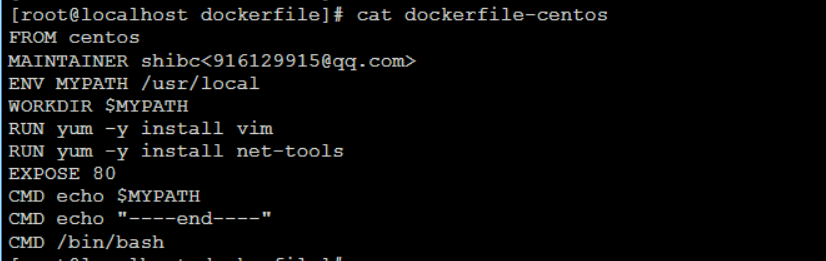 [root@localhost dockerfile]# cat dockerfile-centos
FROM centos
MAINTAINER shibc<916129915@qq.com>
ENV MYPATH /usr/local
WORKDIR $MYPATH
RUN yum -y install vim
RUN yum -y install net-tools
EXPOSE 80
CMD echo $MYPATH
CMD echo "----end----"
CMD /bin/bash